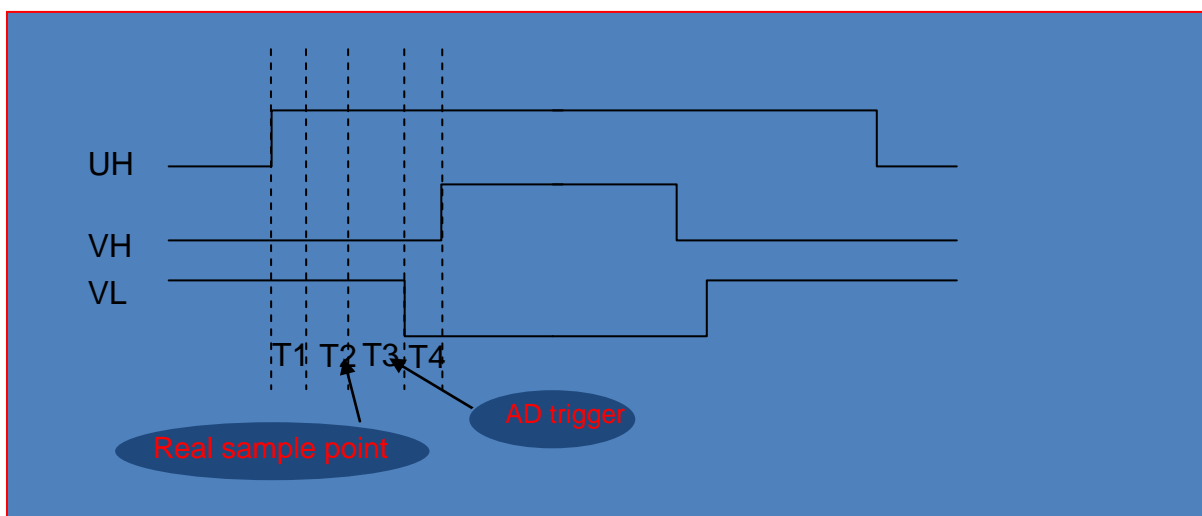 UH
VH
VL
T1 T2 T3 T4
AD trigger
Real sample point